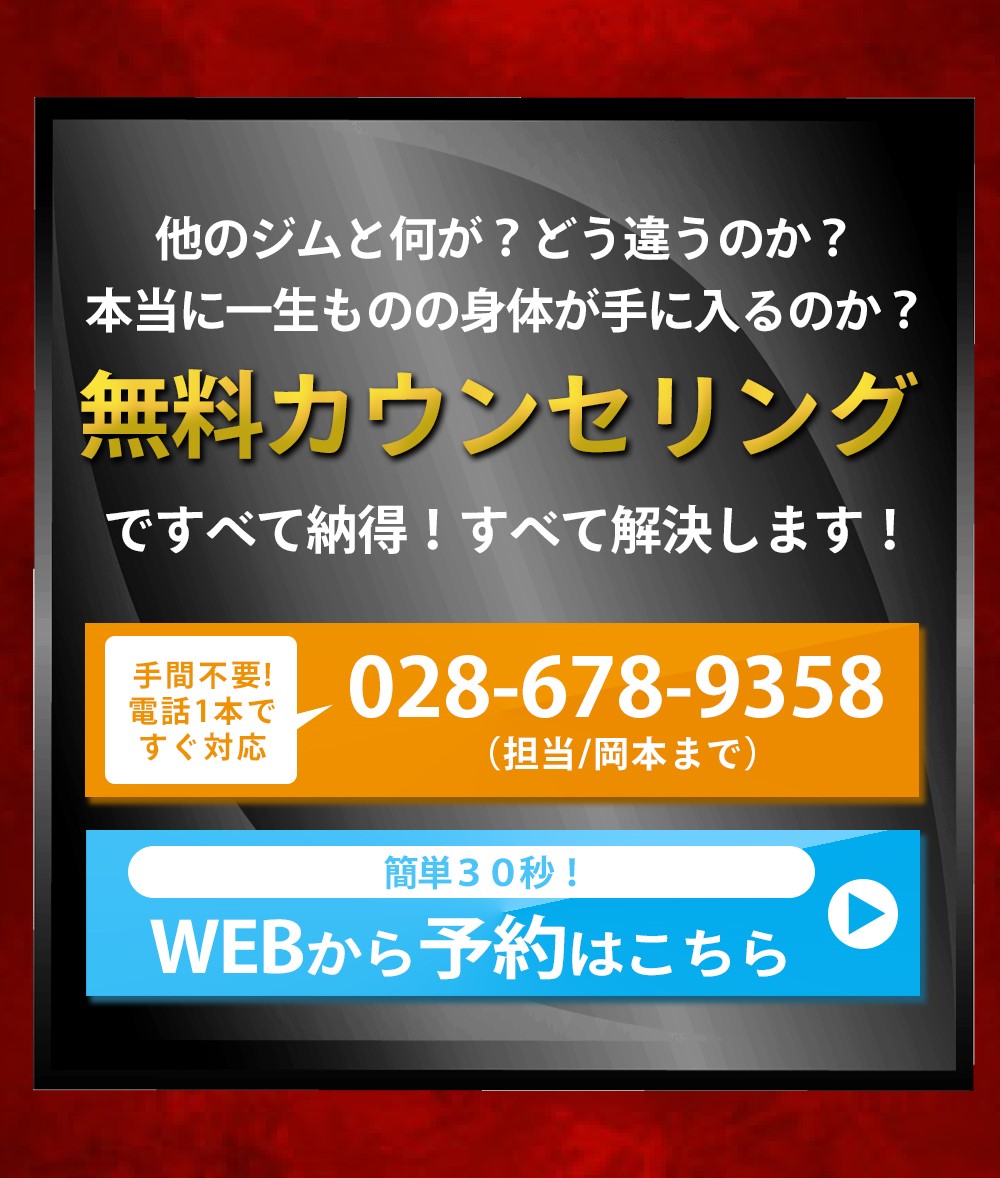 他のジムと何が？どう違うのか？
本当に一生ものの身体が手に入るのか？
無料カウンセリング
ですべて納得！すべて解決します！
手間不要!
電話1本で
すぐ対応
028-678-9358
（担当/岡本まで）
簡単３０秒！
WEBから予約はこちら